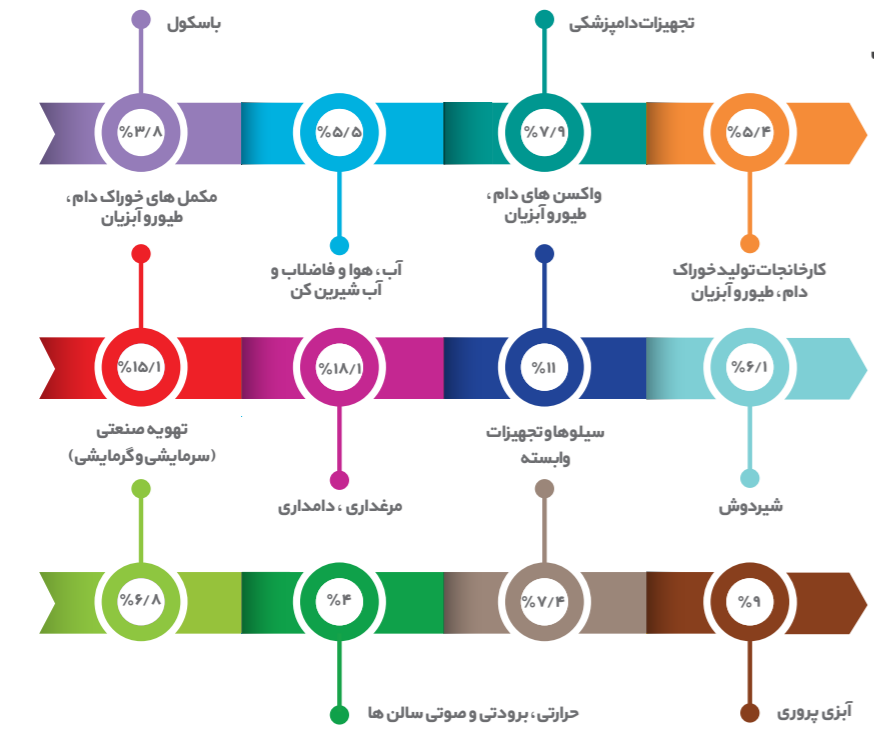 تجهیزات دامپزشکی
باسکول
%۵/۴
%۷/۹
%۵/۵
%۳/۸
کارخانجات تولید خوراک
دام، طیور و آبزیان
واکسن های دام،
طیور و آبزیان
آب، هوا و فاضلاب و
آب شیرین کن
مکمل های خوراک دام،
طیور و آبزیان
%۶/۱
%۱۱
%۱۸/۱
%۱۵/۱
شیردوش
سیلوها و تجهیزات
وابسته
مرغداری ، دامداری
تهویه صنعتی
(سرمایشی و گرمایشی)
%۹
%۷/۴
%۴
%۶/۸
آبزی پروری
حرارتی، برودتی و صوتی سالن ها